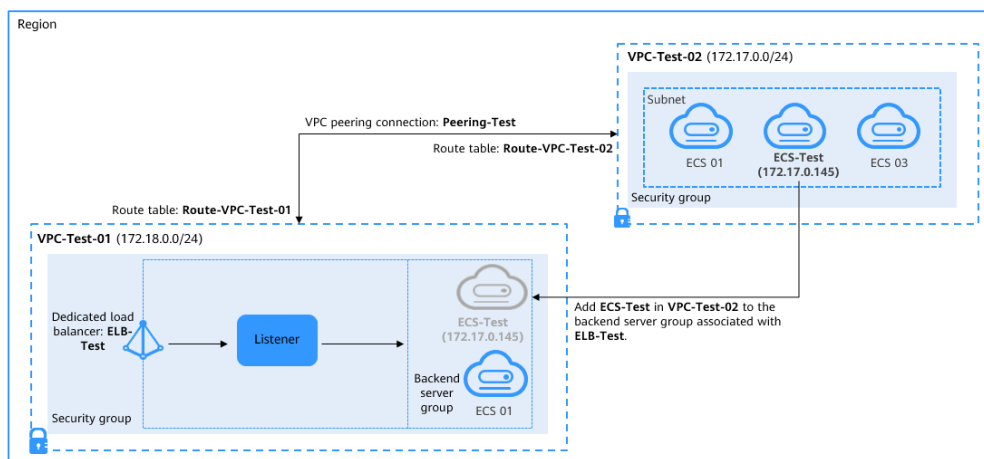 Region
VPC-Test-02 (172.17.0.0/24)
Subnet
ECS 01
ECS-Test
(172.17.0.145)
ECS 03
Security group
VPC peering connection: Peering-Test
Route table: Route-VPC-Test-02
Route table: Route-VPC-Test-01
VPC-Test-01 (172.18.0.0/24)
Dedicated load
balancer: ELB-
Test
Listener
ECS-Test
(172.17.0.145)
Backend
server
group
ECS 01
Security group
Add ECS-Test in VPC-Test-02 to the
backend server group associated with
ELB-Test.